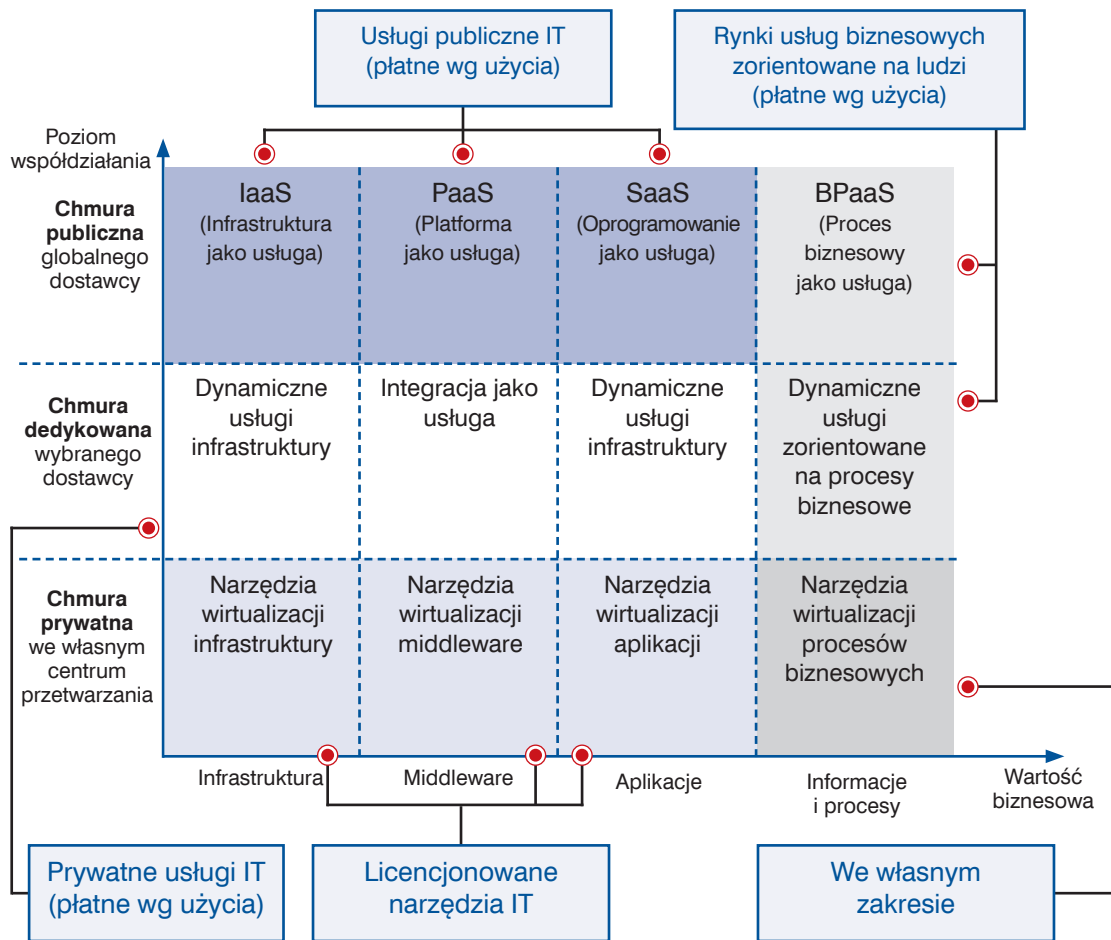 Usługi publiczne IT
(płatne wg użycia)
Rynki usług biznesowych
zorientowane na ludzi
(płatne wg użycia)
Poziom
współdziałania
Chmura
publiczna
globalnego
dostawcy
IaaS
(Infrastruktura
jako usługa)
PaaS
(Platforma
jako usługa)
SaaS
(Oprogramowanie
jako usługa)
BPaaS
(Proces
biznesowy
jako usługa)
Chmura
dedykowana
wybranego
dostawcy
Dynamiczne
usługi
infrastruktury
Integracja jako
usługa
Dynamiczne
usługi
infrastruktury
Dynamiczne
usługi
zorientowane
na procesy
biznesowe
Chmura
prywatna
we własnym
centrum
przetwarzania
Narzędzia
wirtualizacji
infrastruktury
Narzędzia
wirtualizacji
middleware
Narzędzia
wirtualizacji
aplikacji
Narzędzia
wirtualizacji
procesów
biznesowych
Infrastruktura
Middleware
Aplikacje
Informacje
i procesy
Wartość
biznesowa
Prywatne usługi IT
(płatne wg użycia)
Licencjonowane
narzędzia IT
We własnym
zakresie